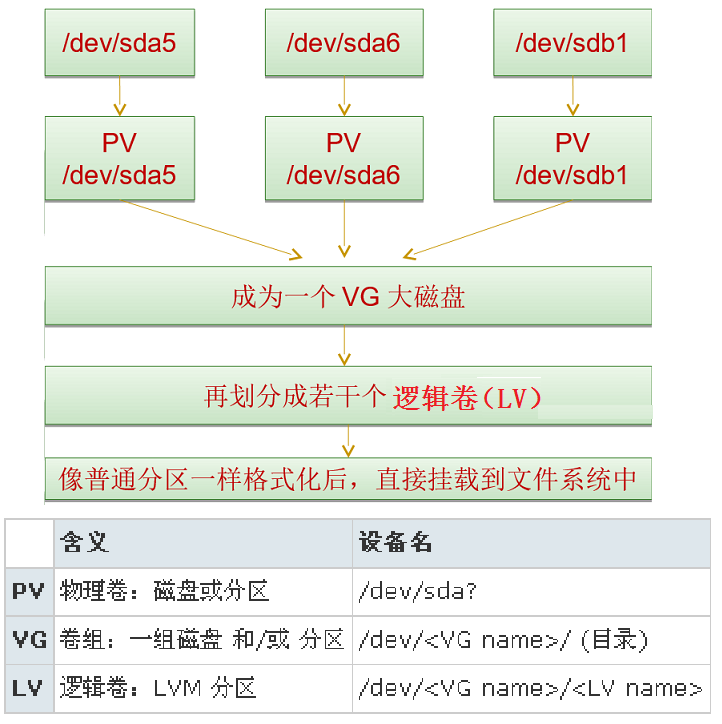 /dev/sda5 /dev/sda6 /dev/sdb1
PV PV PV
/dev/sda5 /dev/sda6 /dev/sdb1
成为一个 VG 大磁盘
再划分成若干个 逻辑卷(LV)
像普通分区一样格式化后，直接挂载到文件系统中
含义 设备名
PV 物理卷：磁盘或分区 /dev/sda?
VG 卷组：一组磁盘 和/或 分区 /dev/<VG name>/ (目录)
LV 逻辑卷：LVM 分区 /dev/<VG name>/<LV name>